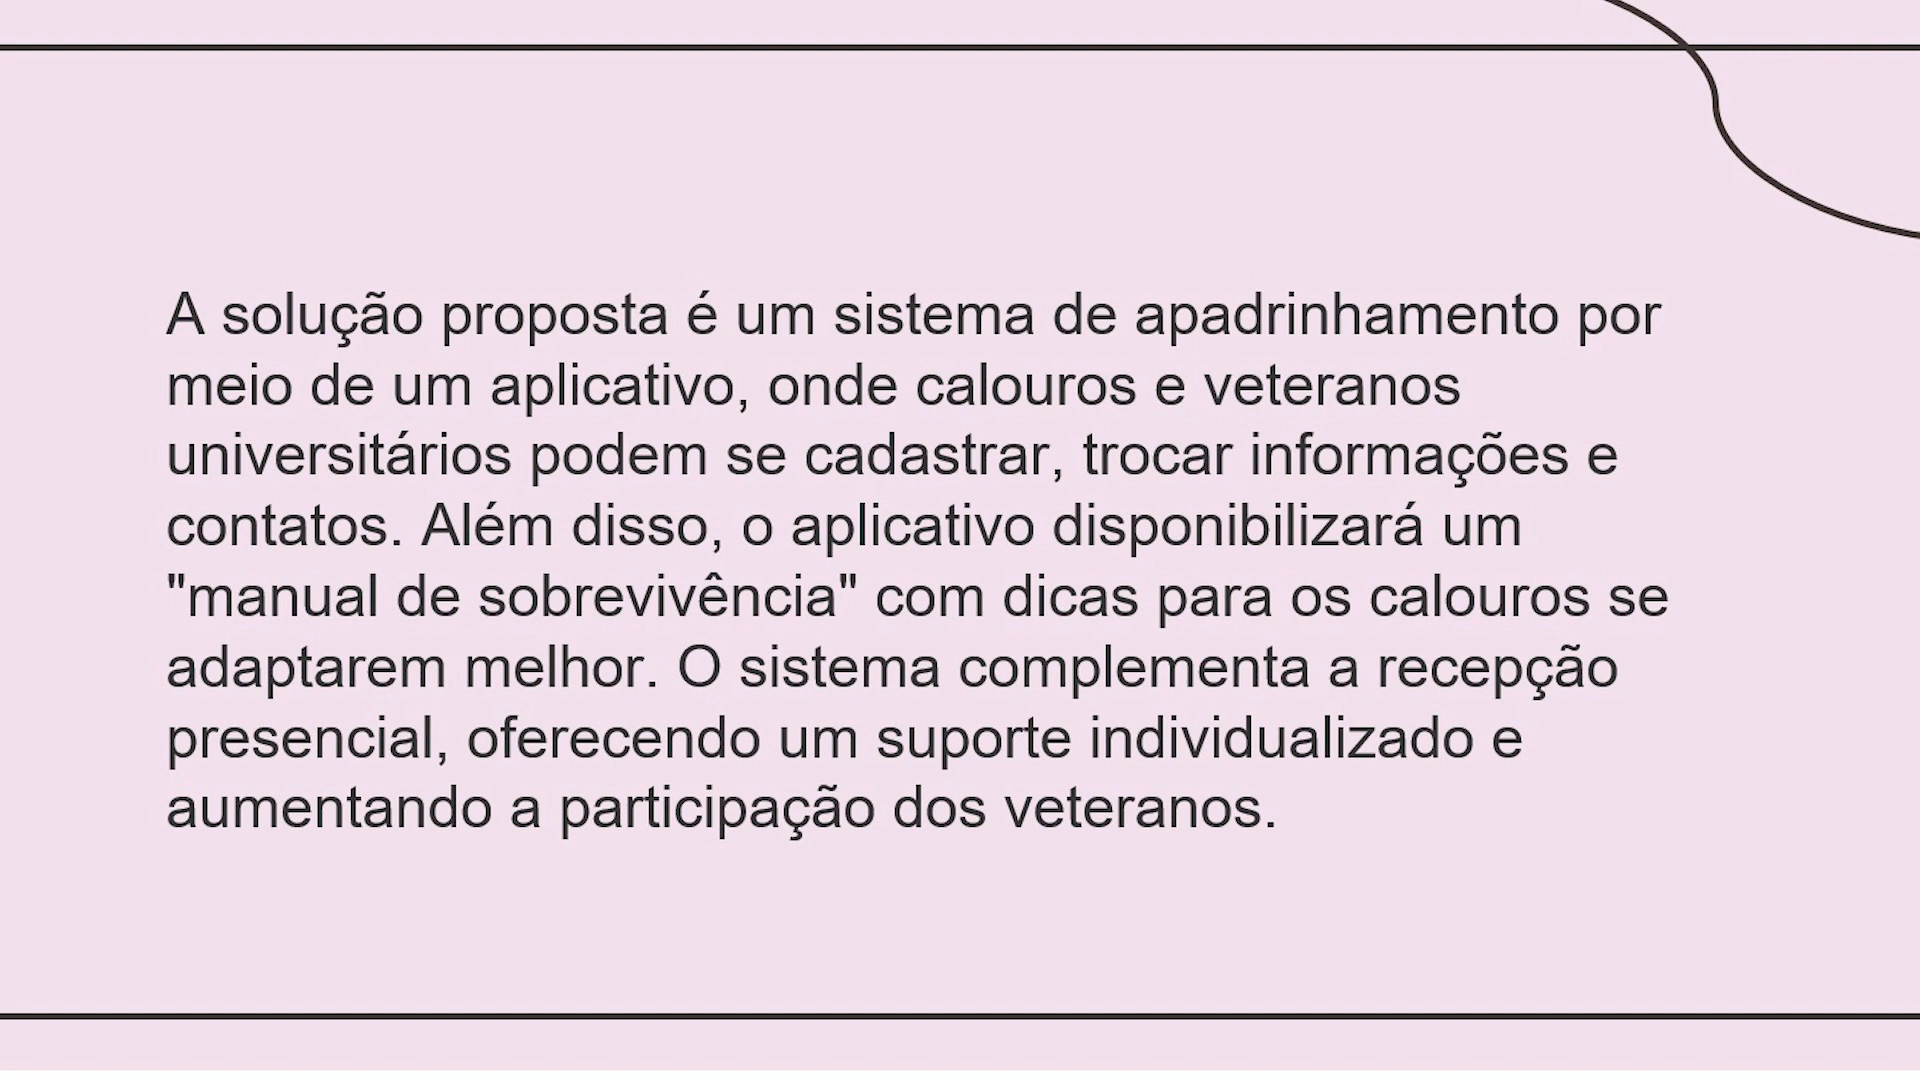 A solução proposta é um sistema de apadrinhamento por
meio de um aplicativo, onde calouros e veteranos
universitários podem se cadastrar, trocar informações e
contatos. Além disso, o aplicativo disponibilizará um
"manual de sobrevivência" com dicas para os calouros se
adaptarem melhor. O sistema complementa a recepção
presencial, oferecendo um suporte individualizado e
aumentando a participação dos veteranos.